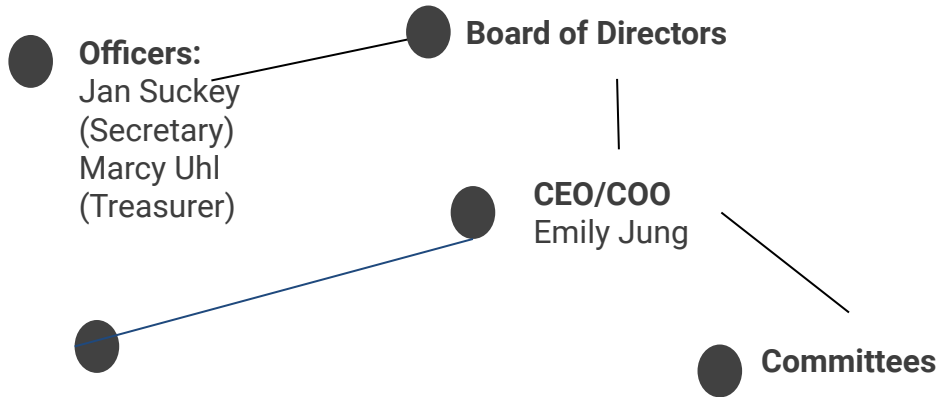 Officers:
Jan Suckey
(Secretary)
Marcy Uhl
(Treasurer)
Board of Directors
CEO/COO
Emily Jung
Committees